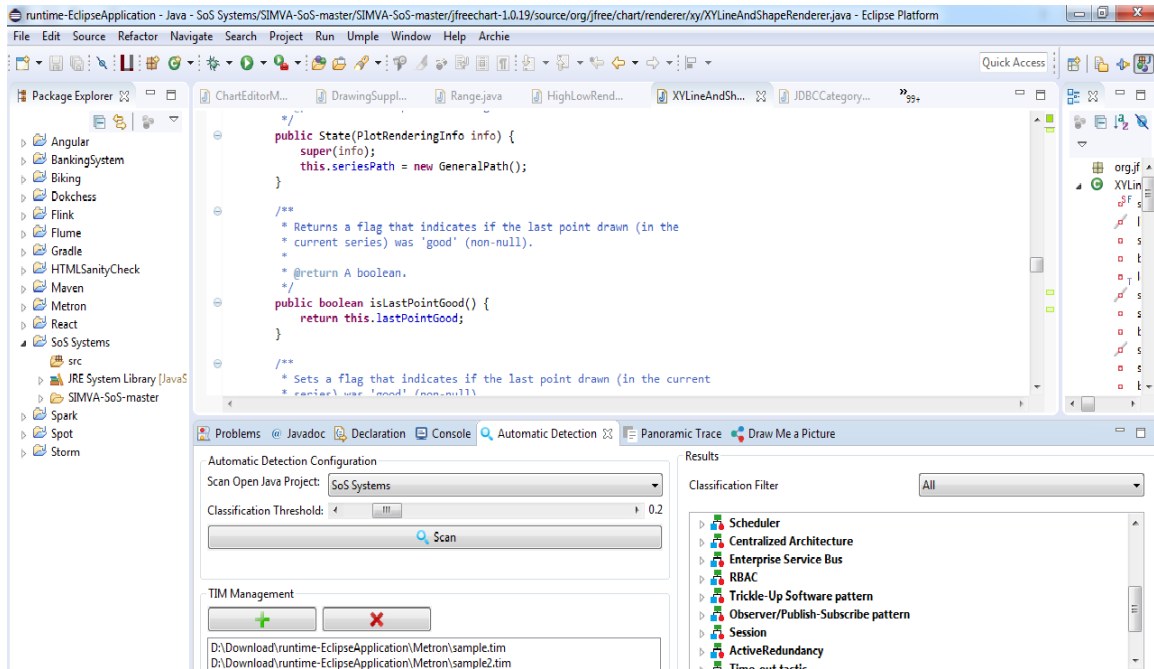 runtime-EclipseApplication - Java - SoS Systems/SIMVA-SoS-master/SIMVA-SoS-master/jfreechart-1.0.19/source/org/jfree/chart/renderer/xy/XYLineAndShapeRenderer.java - Eclipse Platform
File Edit Source Refactor Navigate Search Project Run Umple Window Help Archie
Quick Access
Package Explorer
Angular
BankingSystem
Biking
Dokchess
Flink
Flume
Gradle
HTMLSanityCheck
Maven
Metron
React
SoS Systems
src
JRE System Library [JavaS
SIMVA-SoS-master
Spark
Spot
Storm
ChartEditorM... DrawingSuppl... Range.java HighLowRend... XYLineAndSh... JDBCCategory... »99+
*/
public State(PlotRenderingInfo info) {
super(info);
this.seriesPath = new GeneralPath();
}
/**
* Returns a flag that indicates if the last point drawn (in the
* current series) was 'good' (non-null).
*
* @return A boolean.
*/
public boolean isLastPointGood() {
return this.lastPointGood;
}
/**
* Sets a flag that indicates if the last point drawn (in the current
* series) was 'good' (non-null)
org.jf
XYLin
Problems @ Javadoc Declaration Console Automatic Detection Panoramic Trace Draw Me a Picture
Automatic Detection Configuration
Scan Open Java Project: SoS Systems
Classification Threshold: 0.2
Scan
TIM Management
D:\Download\runtime-EclipseApplication\Metron\sample.tim
D:\Download\runtime-EclipseApplication\Metron\sample2.tim
Results
Classification Filter All
Scheduler
Centralized Architecture
Enterprise Service Bus
RBAC
Trickle-Up Software pattern
Observer/Publish-Subscribe pattern
Session
ActiveRedundancy
Time-out tactic